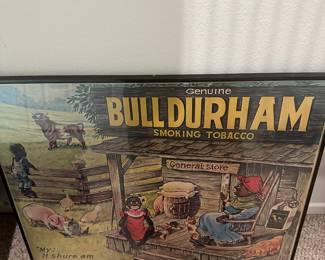 Genuine
BULL DURHAM
SMOKING TOBACCO
General Store
"My!
It shure am